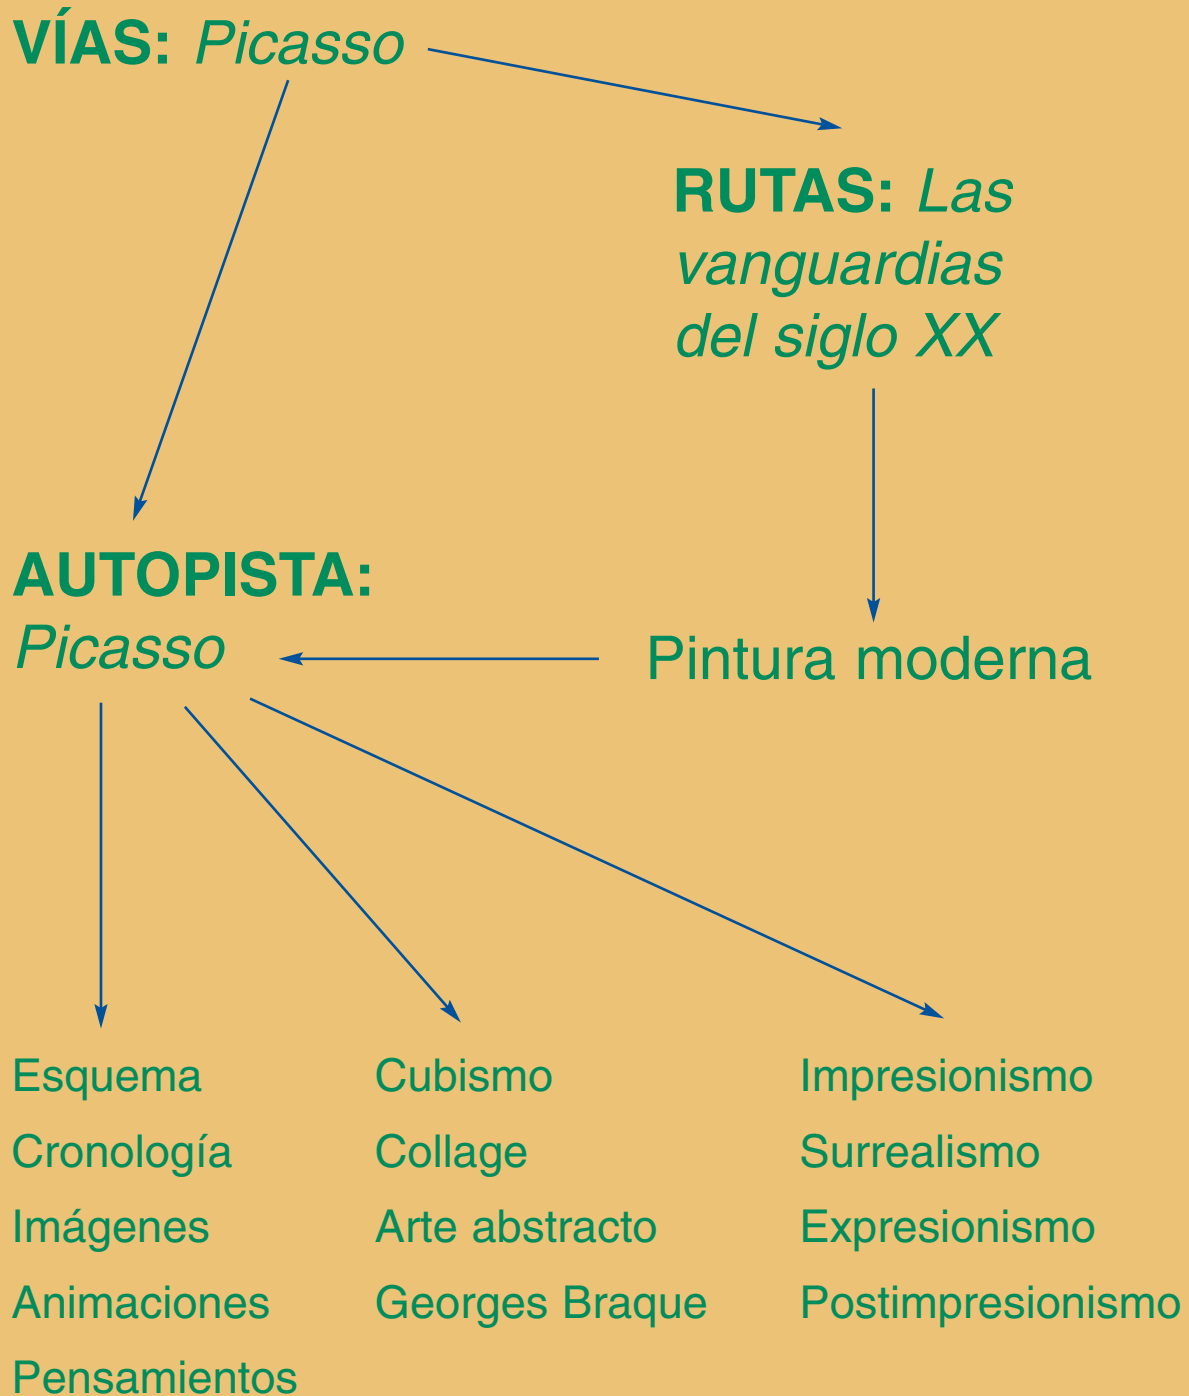 VÍAS: Picasso
RUTAS: Las
vanguardias
del siglo XX
AUTOPISTA:
Picasso
Pintura moderna
Esquema
Cronología
Imágenes
Animaciones
Pensamientos
Cubismo
Collage
Arte abstracto
Georges Braque
Impresionismo
Surrealismo
Expresionismo
Postimpresionismo